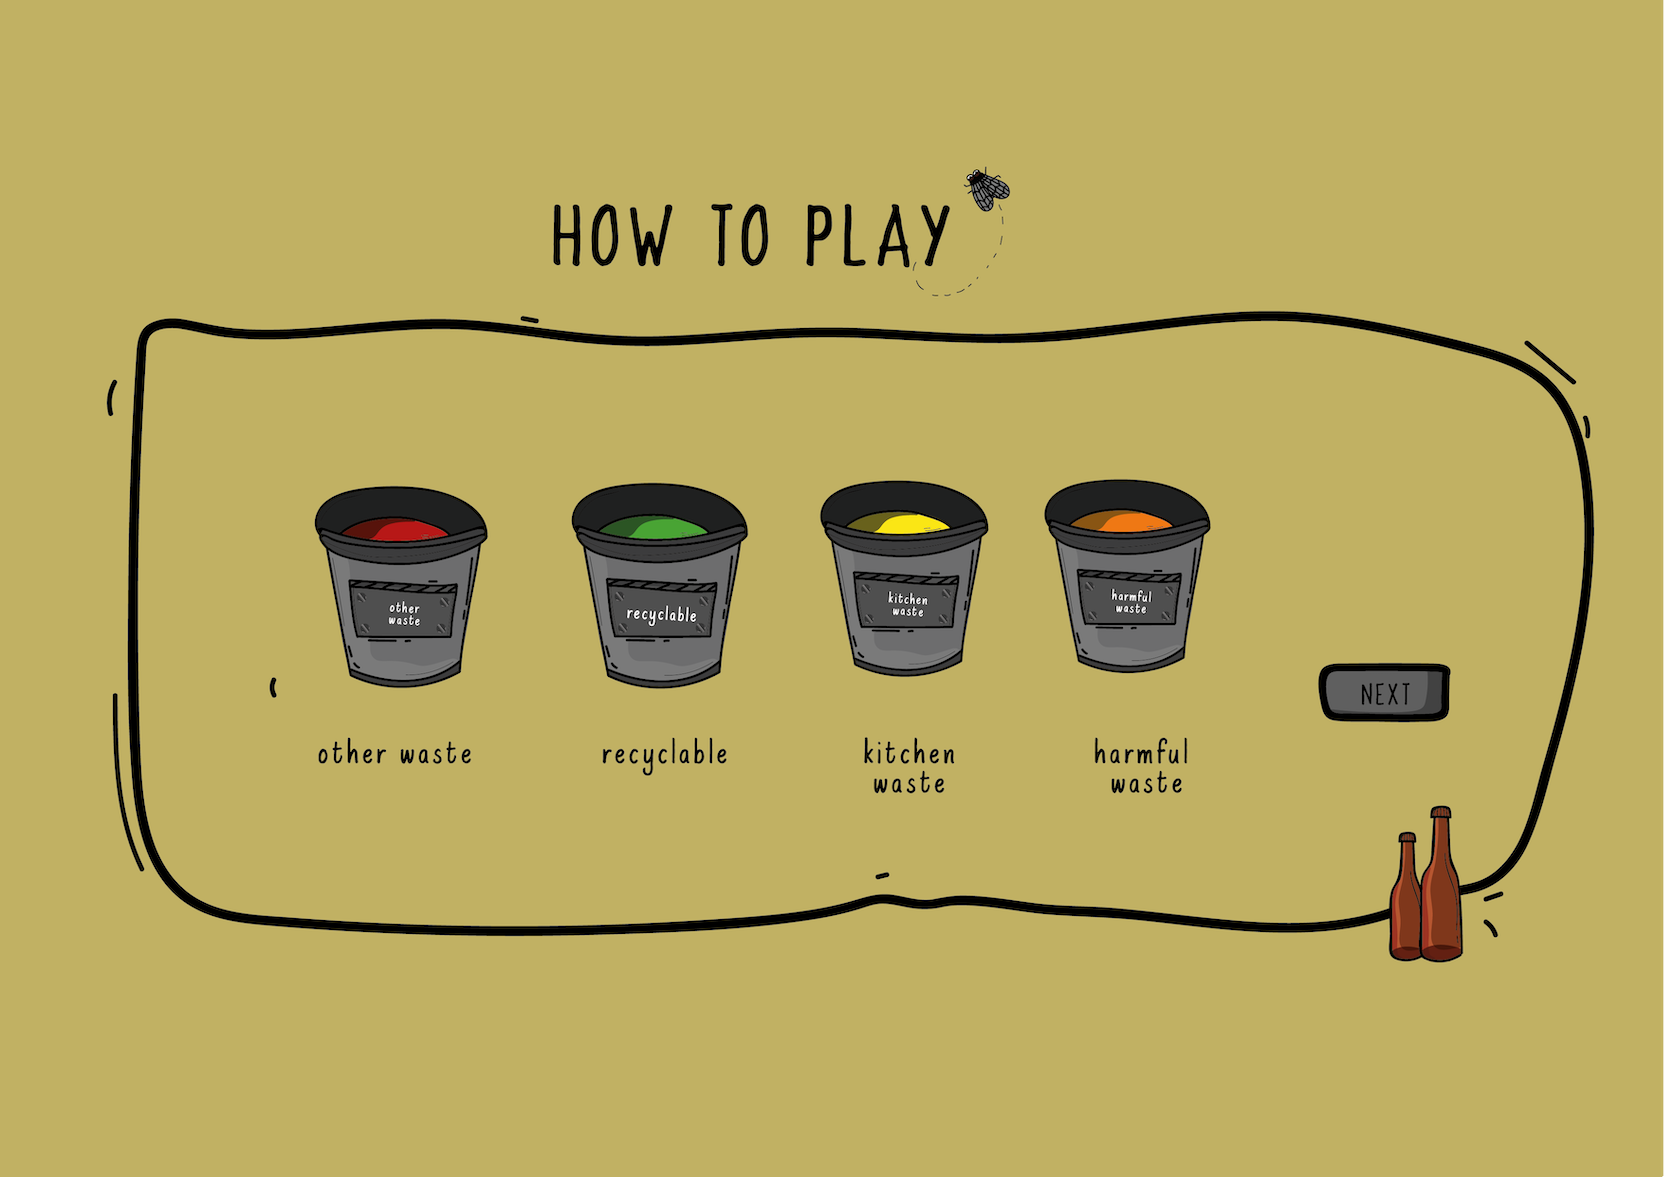 HOW TO PLAY
other
waste
recyclable
kitchen
waste
harmful
waste
NEXT
other waste
recyclable
kitchen
waste
harmful
waste